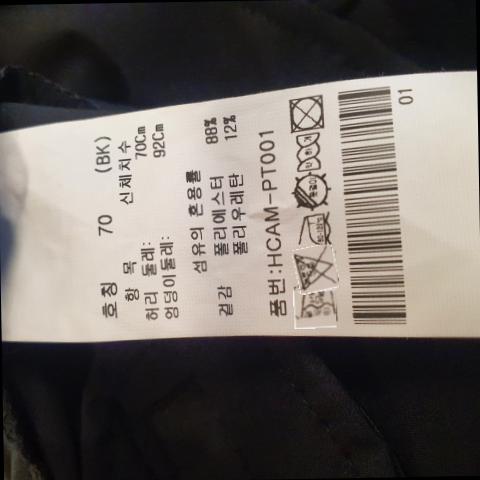 호칭 70 (BK)
항 목 신체치수
허리 둘레: 70Cm
엉덩이둘레: 92Cm
섬유의 혼용률
겉감 폴리에스터 88%
폴리우레탄 12%
품번:HCAM-PT001
01